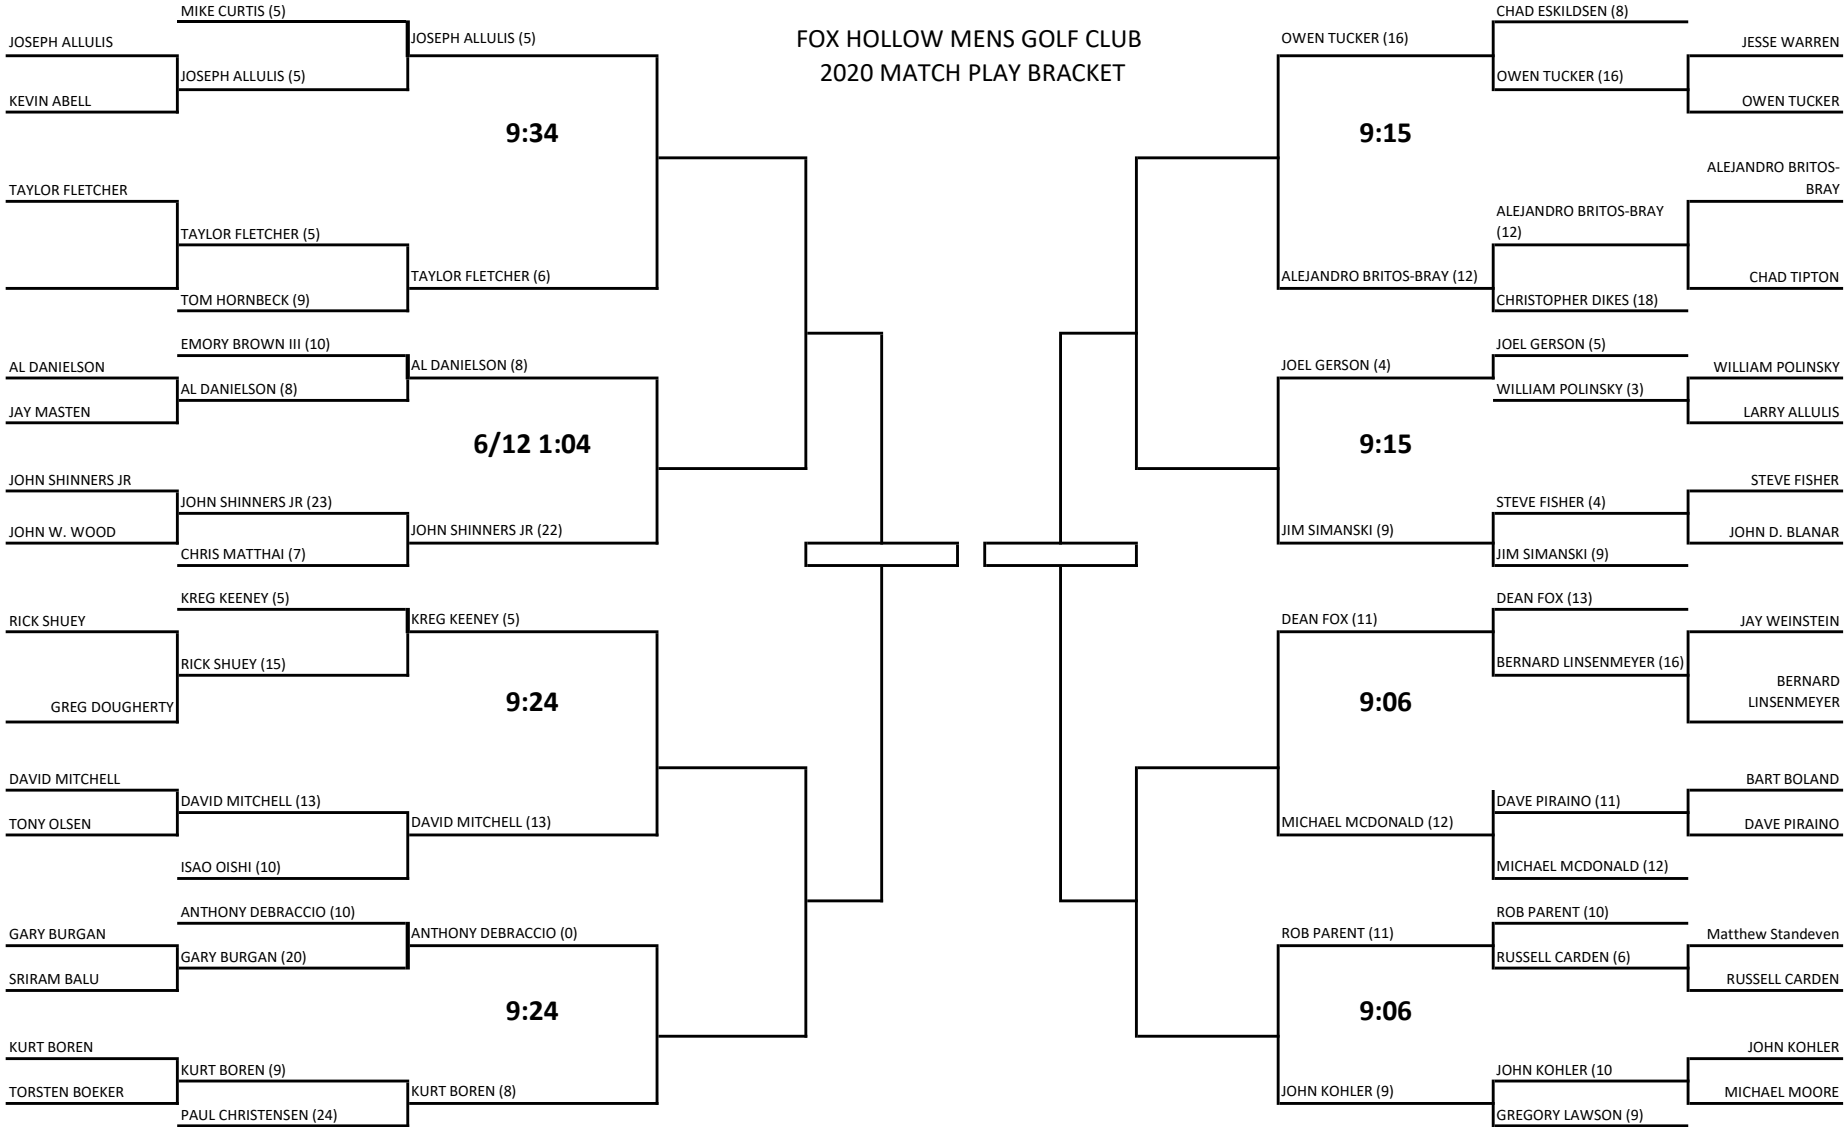 FOX HOLLOW MENS GOLF CLUB
2020 MATCH PLAY BRACKET
JOSEPH ALLULIS
KEVIN ABELL
TAYLOR FLETCHER
AL DANIELSON
JAY MASTEN
JOHN SHINNERS JR
JOHN W. WOOD
RICK SHUEY
GREG DOUGHERTY
DAVID MITCHELL
TONY OLSEN
GARY BURGAN
SRIRAM BALU
KURT BOREN
TORSTEN BOEKER
MIKE CURTIS (5)
JOSEPH ALLULIS (5)
TAYLOR FLETCHER (5)
TOM HORNBECK (9)
EMORY BROWN III (10)
AL DANIELSON (8)
JOHN SHINNERS JR (23)
CHRIS MATTHAI (7)
KREG KEENEY (5)
RICK SHUEY (15)
DAVID MITCHELL (13)
ISAO OISHI (10)
ANTHONY DEBRACCIO (10)
GARY BURGAN (20)
KURT BOREN (9)
PAUL CHRISTENSEN (24)
JOSEPH ALLULIS (5)
9:34
TAYLOR FLETCHER (6)
AL DANIELSON (8)
6/12 1:04
JOHN SHINNERS JR (22)
KREG KEENEY (5)
9:24
DAVID MITCHELL (13)
ANTHONY DEBRACCIO (0)
9:24
KURT BOREN (8)
OWEN TUCKER (16)
9:15
ALEJANDRO BRITOS-BRAY (12)
JOEL GERSON (4)
9:15
JIM SIMANSKI (9)
DEAN FOX (11)
9:06
MICHAEL MCDONALD (12)
ROB PARENT (11)
9:06
JOHN KOHLER (9)
CHAD ESKILDSEN (8)
OWEN TUCKER (16)
ALEJANDRO BRITOS-BRAY
(12)
CHRISTOPHER DIKES (18)
JOEL GERSON (5)
WILLIAM POLINSKY (3)
STEVE FISHER (4)
JIM SIMANSKI (9)
DEAN FOX (13)
BERNARD LINSENMEYER (16)
DAVE PIRAINO (11)
MICHAEL MCDONALD (12)
ROB PARENT (10)
RUSSELL CARDEN (6)
JOHN KOHLER (10
GREGORY LAWSON (9)
JESSE WARREN
OWEN TUCKER
ALEJANDRO BRITOS-
BRAY
CHAD TIPTON
WILLIAM POLINSKY
LARRY ALLULIS
STEVE FISHER
JOHN D. BLANAR
JAY WEINSTEIN
BERNARD
LINSENMEYER
BART BOLAND
DAVE PIRAINO
Matthew Standeven
RUSSELL CARDEN
JOHN KOHLER
MICHAEL MOORE